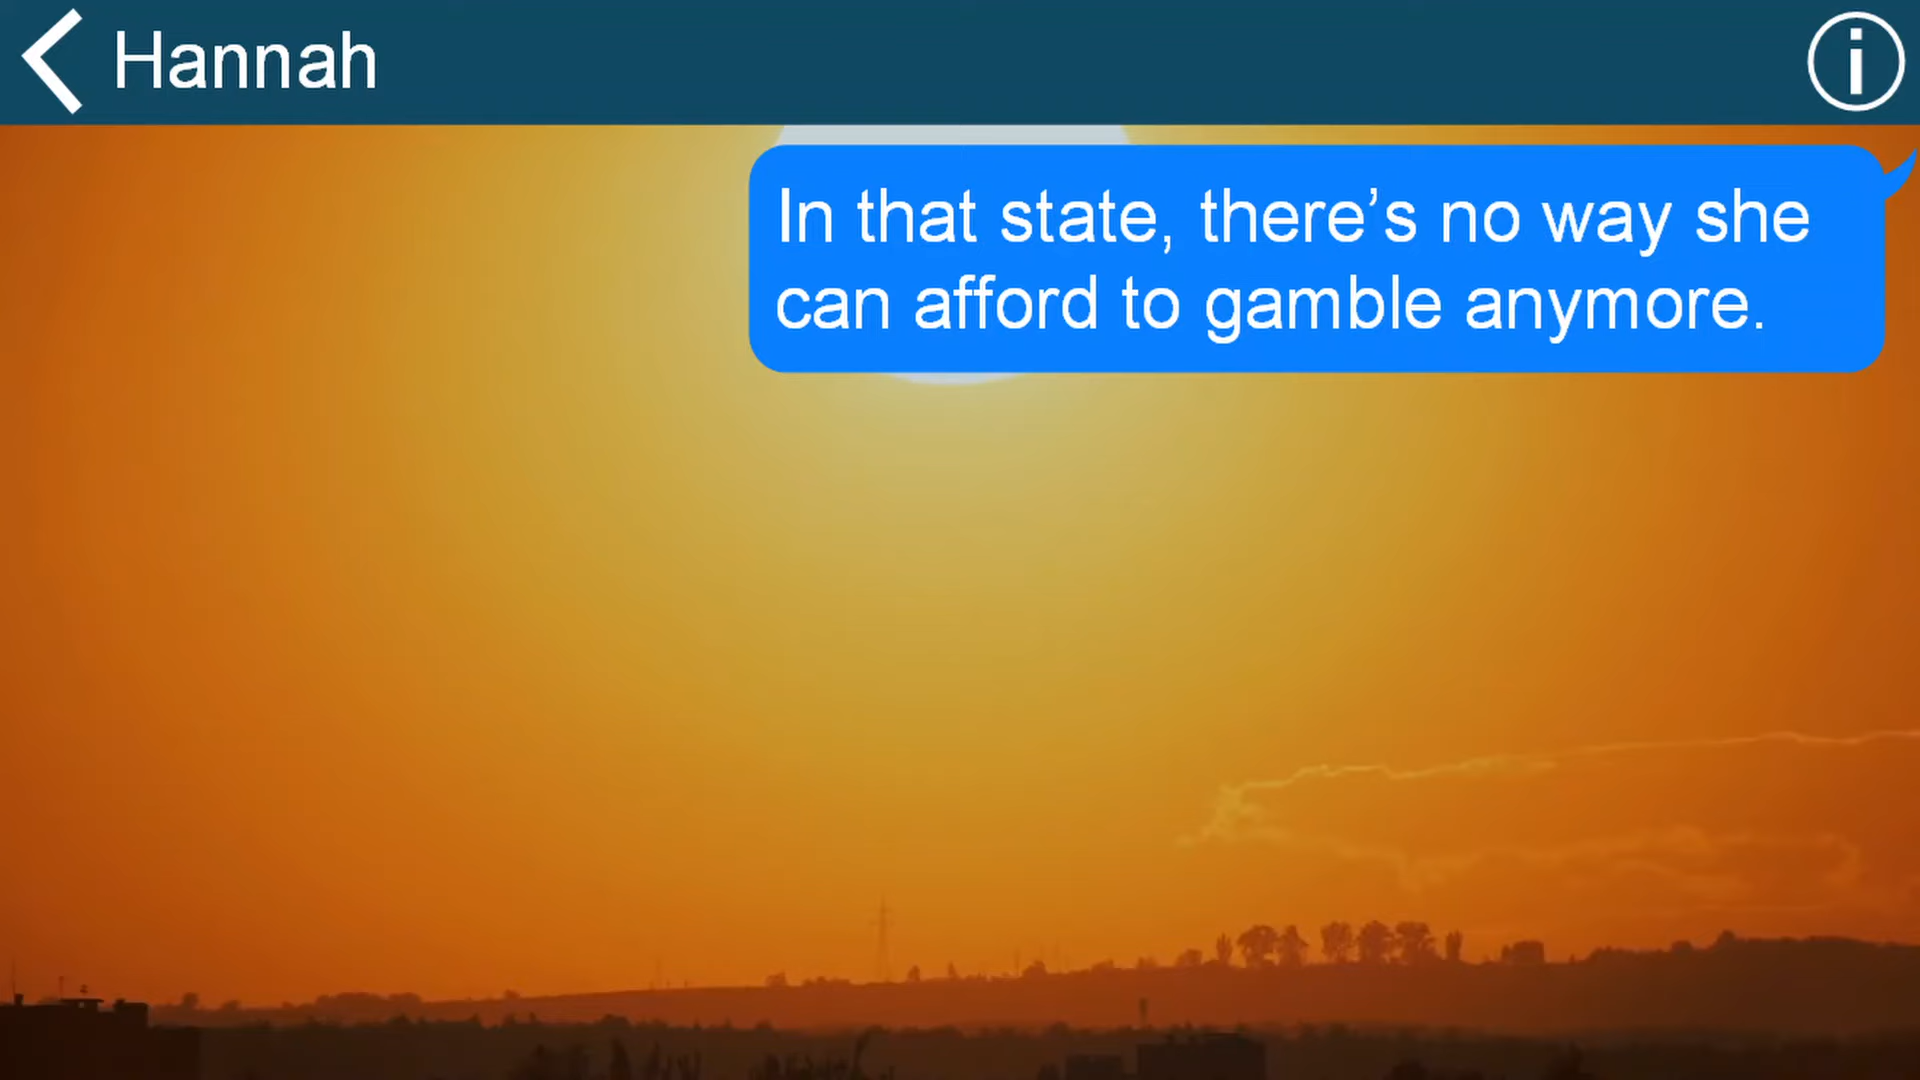 Hannah
In that state, there’s no way she
can afford to gamble anymore.